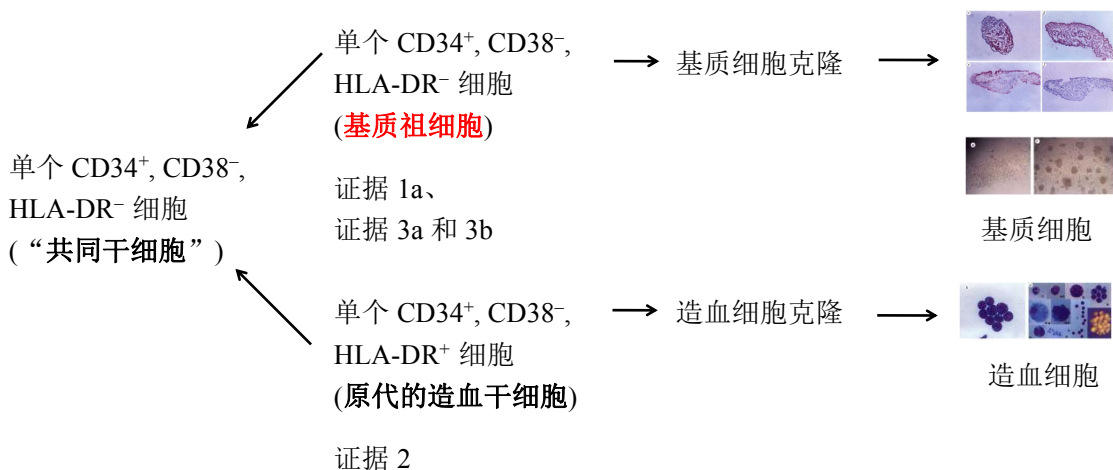 单个 CD34⁺, CD38⁻,
HLA-DR⁻ 细胞
(“共同干细胞”)
单个 CD34⁺, CD38⁻,
HLA-DR⁻ 细胞
(基质祖细胞)
证据 1a、
证据 3a 和 3b
基质细胞克隆
基质细胞
单个 CD34⁺, CD38⁻,
HLA-DR⁺ 细胞
(原代的造血干细胞)
证据 2
造血细胞克隆
造血细胞